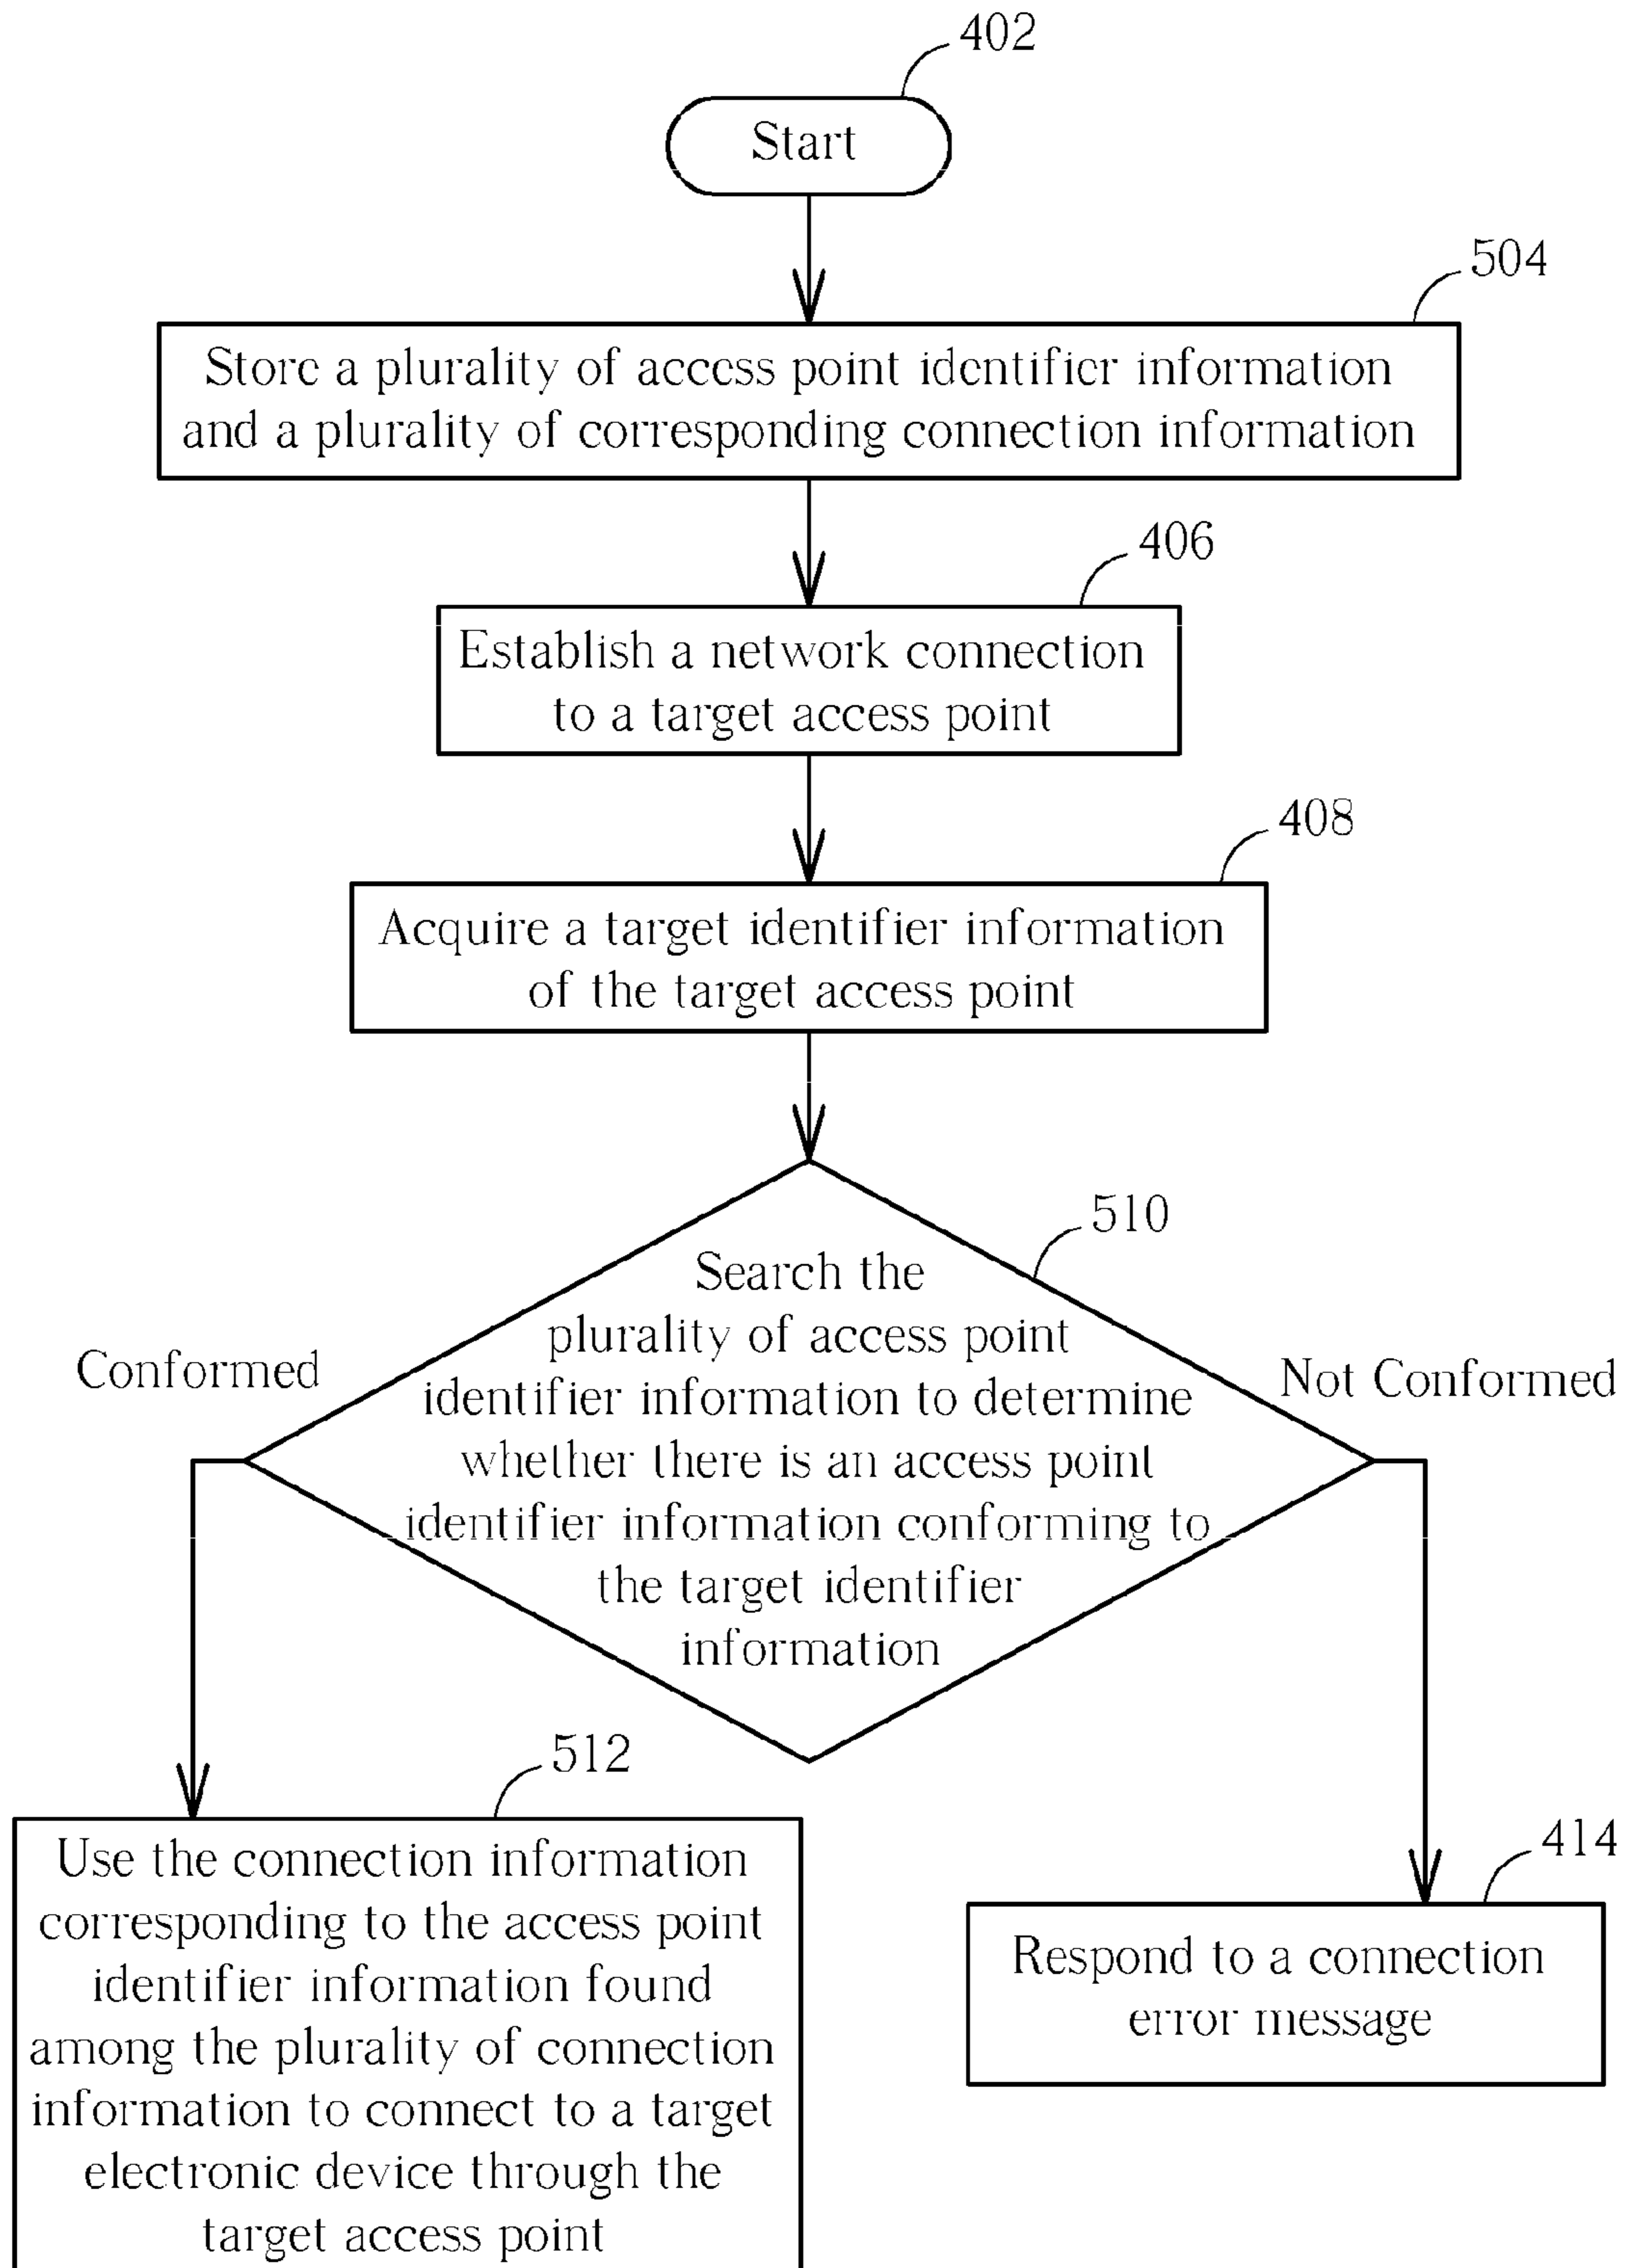 402
Start
504
Store a plurality of access point identifier information
and a plurality of corresponding connection information
406
Establish a network connection
to a target access point
408
Acquire a target identifier information
of the target access point
510
Search the
plurality of access point
identifier information to determine
whether there is an access point
identifier information conforming to
the target identifier
information
Conformed
Not Conformed
512
Use the connection information
corresponding to the access point
identifier information found
among the plurality of connection
information to connect to a target
electronic device through the
target access point
414
Respond to a connection
error message